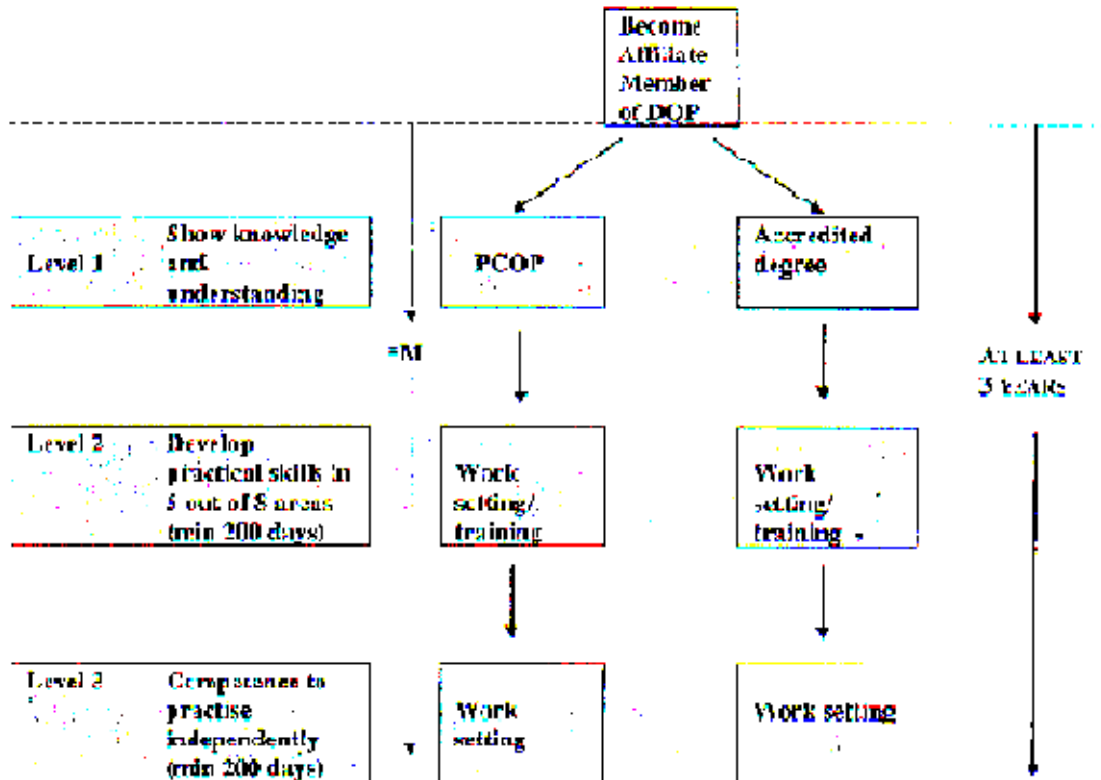 Become
Affiliate
Member
of DOP
Level 1
Show knowledge
and
understanding
PCOP
Accredited
degree
=M
AT LEAST
3 YEARS
Level 2
Develop
practical skills in
5 out of 8 areas
(min 200 days)
Work
setting/
training
Work
setting/
training
Level 3
Competence to
practise
independently
(min 200 days)
Work
setting
Work setting